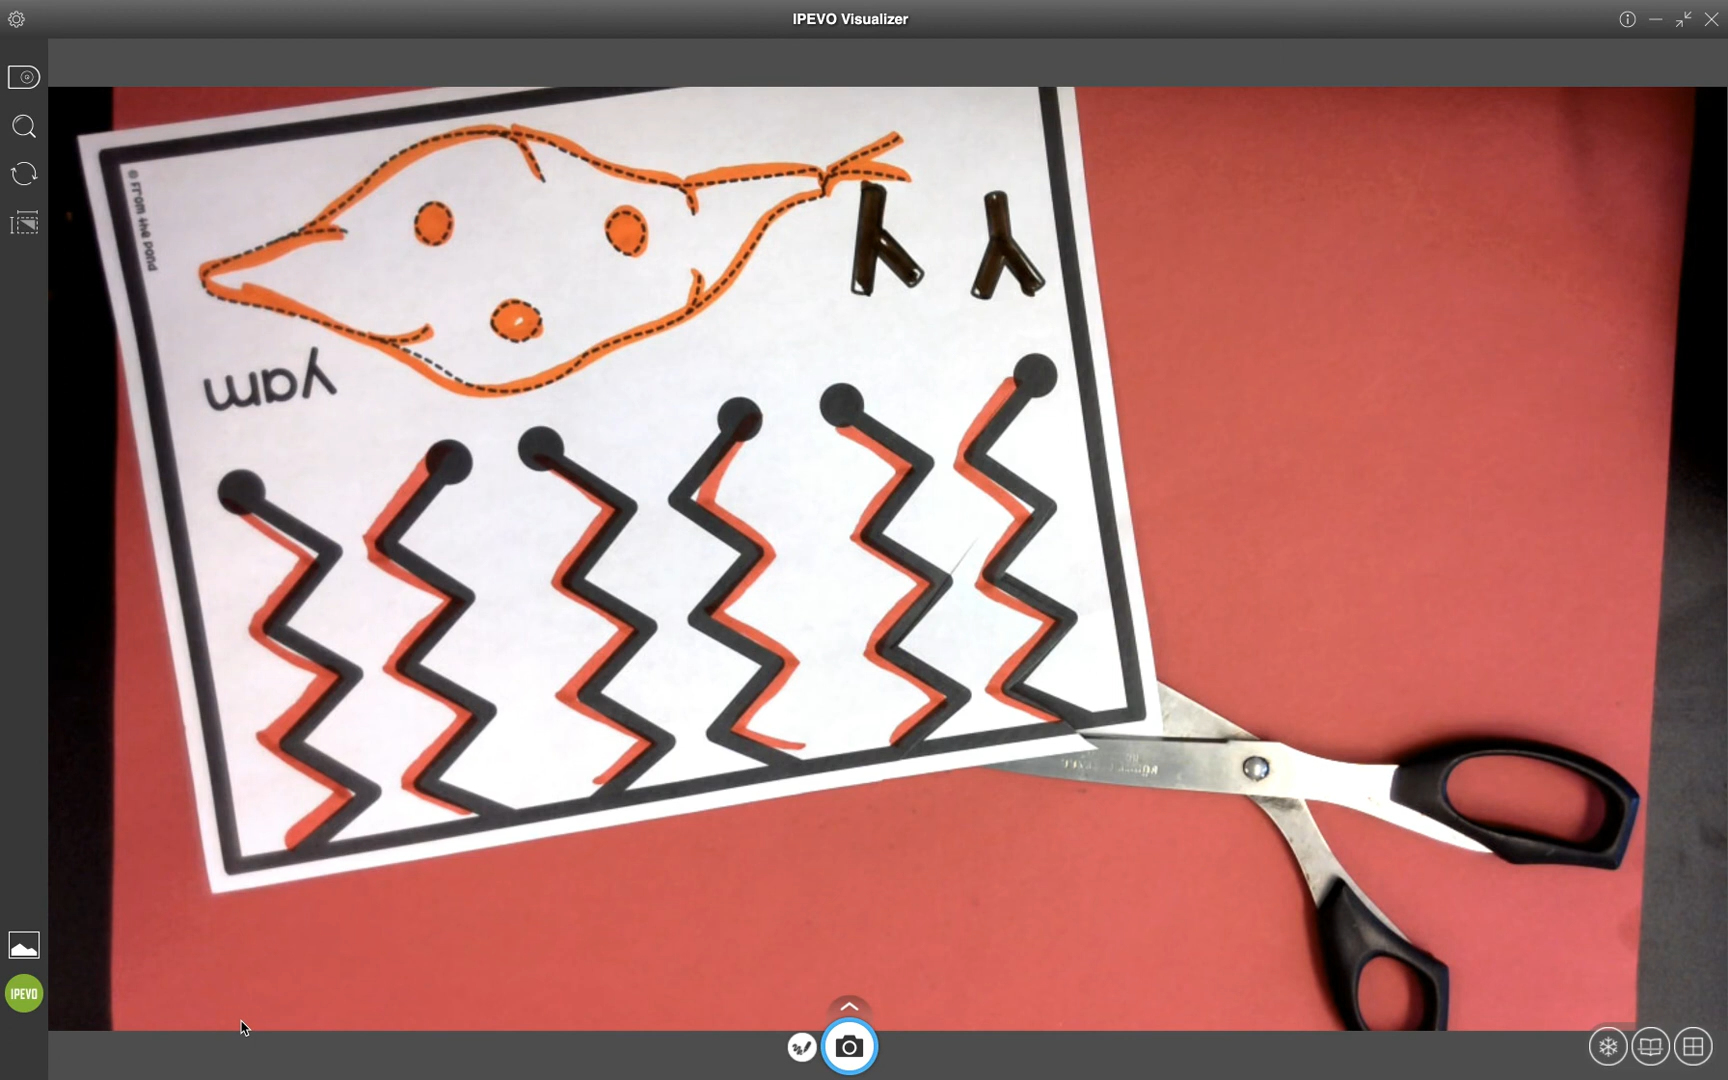 IPEVO Visualizer
y Y
yam
© From the Pond
IPEVO